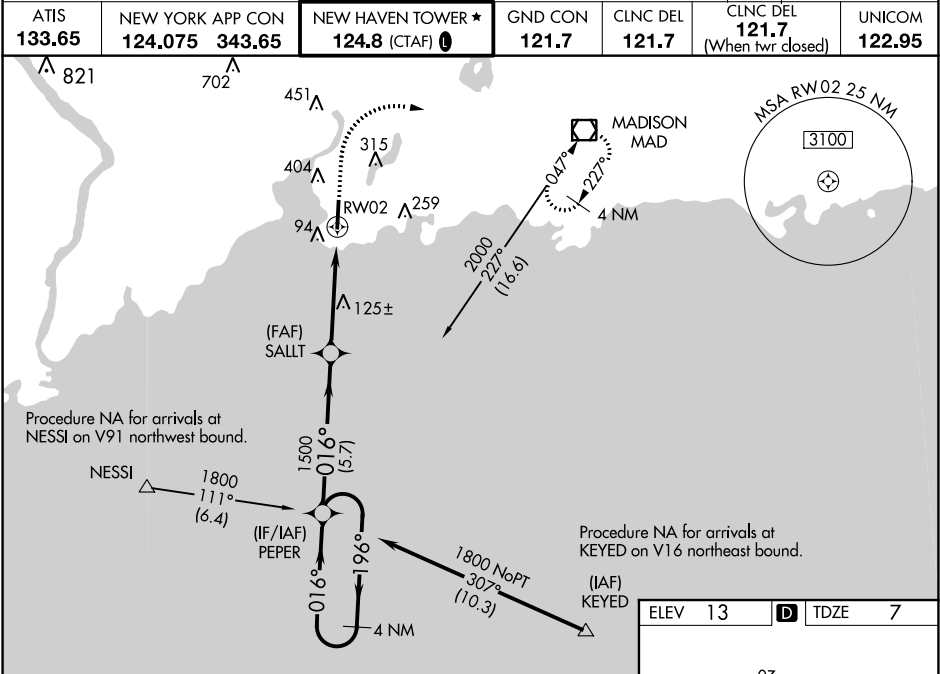 ATIS
133.65
NEW YORK APP CON
124.075 343.65
NEW HAVEN TOWER ★
124.8 (CTAF) L
GND CON
121.7
CLNC DEL
121.7
CLNC DEL
121.7
(When twr closed)
UNICOM
122.95
821
702
451
315
404
RW02
259
94
MADISON
MAD
047°
227°
4 NM
2000
227°
(16.6)
MSA RW02 25 NM
3100
125±
(FAF)
SALLT
1500
016°
(5.7)
Procedure NA for arrivals at
NESSI on V91 northwest bound.
NESSI
1800
111°
(6.4)
(IF/IAF)
PEPER
016°
196°
4 NM
Procedure NA for arrivals at
KEYED on V16 northeast bound.
1800 NoPT
307°
(10.3)
(IAF)
KEYED
ELEV 13
D
TDZE 7